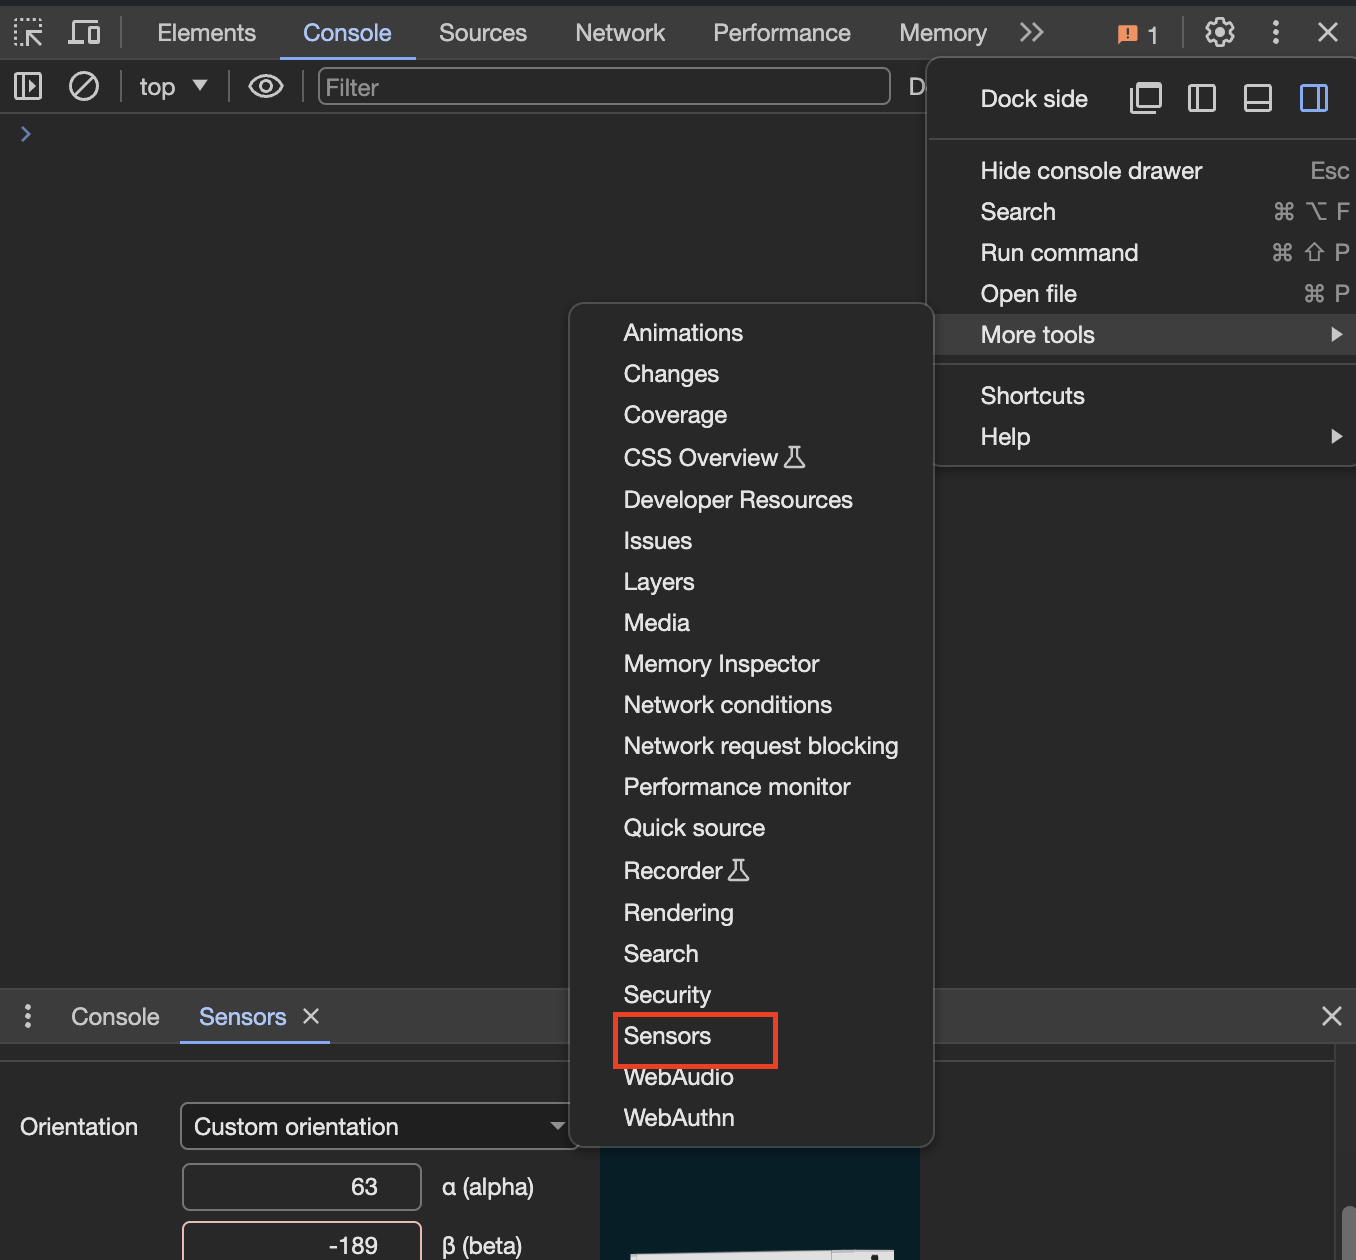 Elements Console Sources Network Performance Memory 1
top Filter
Dock side
Hide console drawer Esc
Search ⌘ ⌥ F
Run command ⌘ ⇧ P
Open file ⌘ P
More tools
Shortcuts
Help
Animations
Changes
Coverage
CSS Overview
Developer Resources
Issues
Layers
Media
Memory Inspector
Network conditions
Network request blocking
Performance monitor
Quick source
Recorder
Rendering
Search
Security
Sensors
WebAudio
WebAuthn
Console Sensors
Orientation Custom orientation
63 α (alpha)
-189 β (beta)